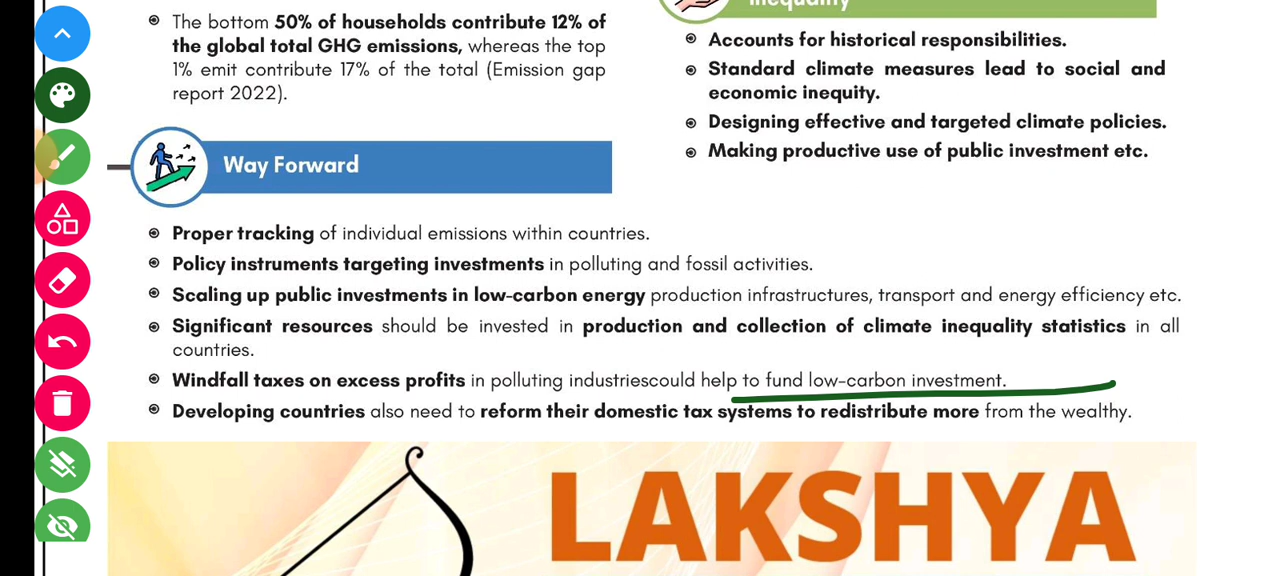 The bottom 50% of households contribute 12% of
the global total GHG emissions, whereas the top
1% emit contribute 17% of the total (Emission gap
report 2022).
Inequality
Accounts for historical responsibilities.
Standard climate measures lead to social and
economic inequity.
Designing effective and targeted climate policies.
Making productive use of public investment etc.
Way Forward
Proper tracking of individual emissions within countries.
Policy instruments targeting investments in polluting and fossil activities.
Scaling up public investments in low-carbon energy production infrastructures, transport and energy efficiency etc.
Significant resources should be invested in production and collection of climate inequality statistics in all
countries.
Windfall taxes on excess profits in polluting industriescould help to fund low-carbon investment.
Developing countries also need to reform their domestic tax systems to redistribute more from the wealthy.
LAKSHYA